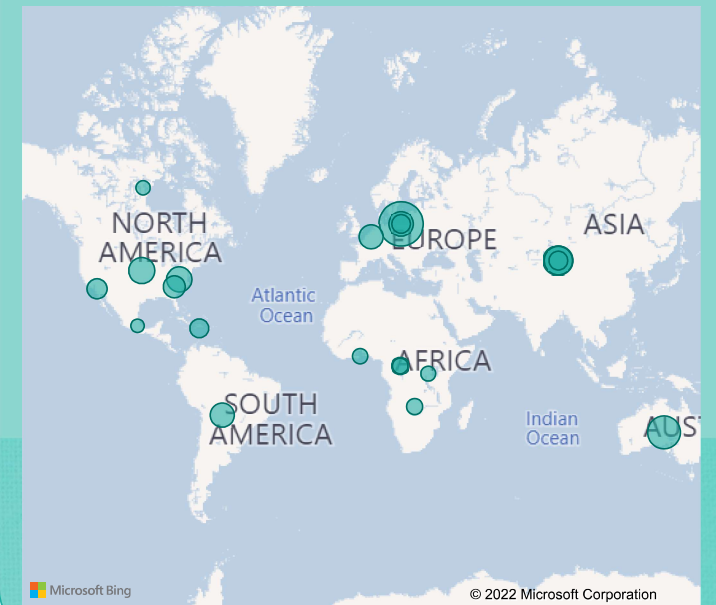 NORTH
AMERICA
ASIA
EUROPE
Atlantic
Ocean
AFRICA
SOUTH
AMERICA
Indian
Ocean
AUST
Microsoft Bing
© 2022 Microsoft Corporation